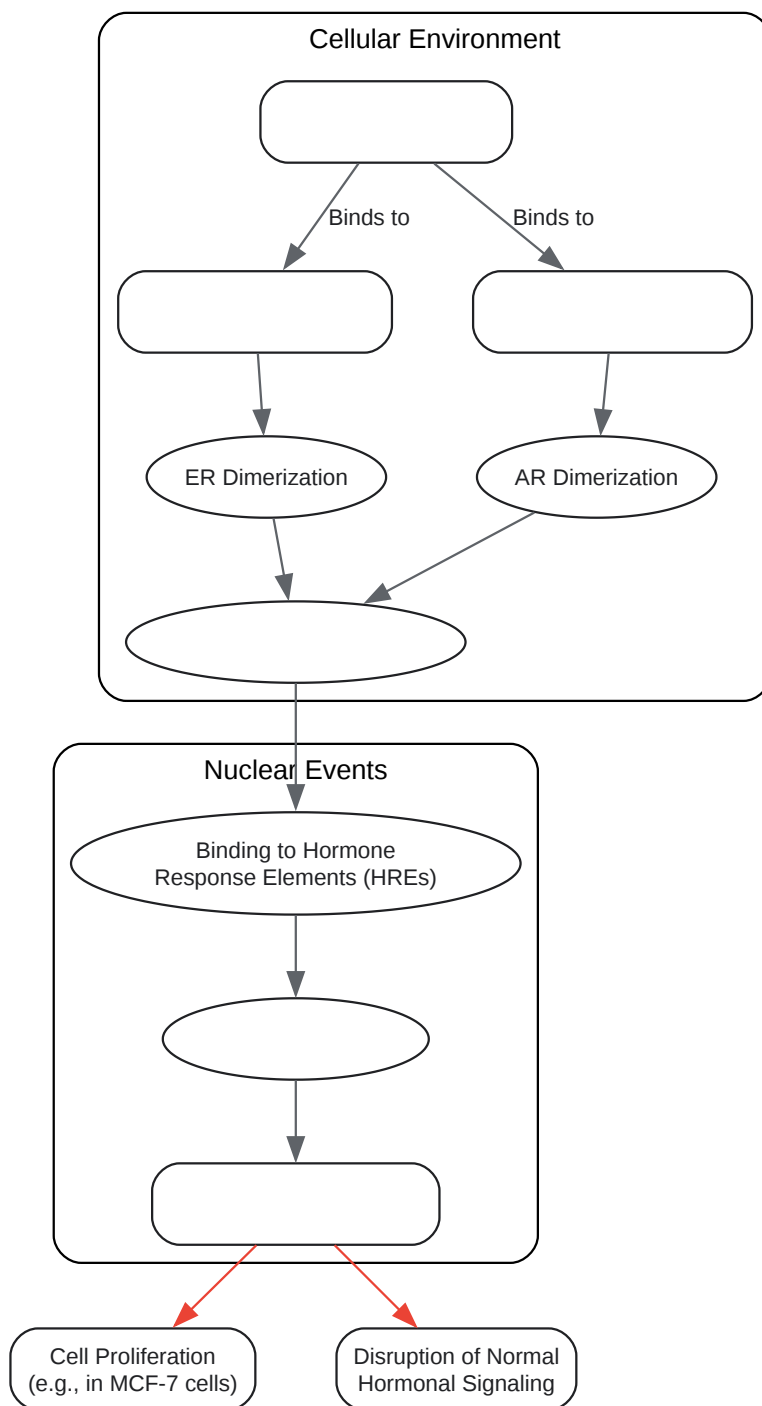 Cellular Environment
Binds to
Binds to
ER Dimerization
AR Dimerization
Nuclear Events
Binding to Hormone
Response Elements (HREs)
Cell Proliferation
(e.g., in MCF-7 cells)
Disruption of Normal
Hormonal Signaling